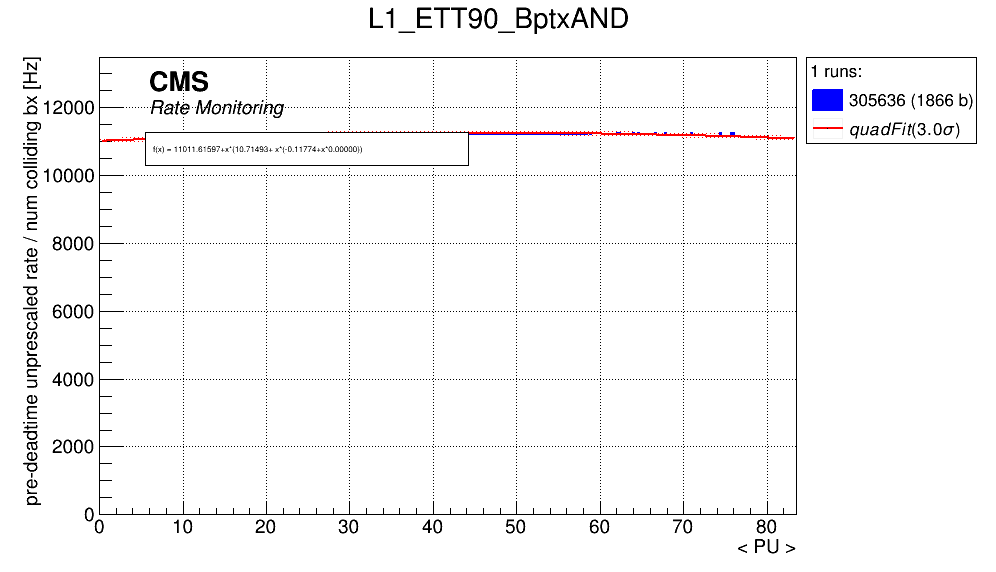 L1_ETT90_BptxAND
pre-deadtime unprescaled rate / num colliding bx [Hz]
CMS
Rate Monitoring
f(x) = 11011.61597+x*(10.71493+ x*(-0.11774+x*0.00000))
1 runs:
305636 (1866 b)
quadFit(3.0σ)
12000
10000
8000
6000
4000
2000
0
0 10 20 30 40 50 60 70 80
< PU >